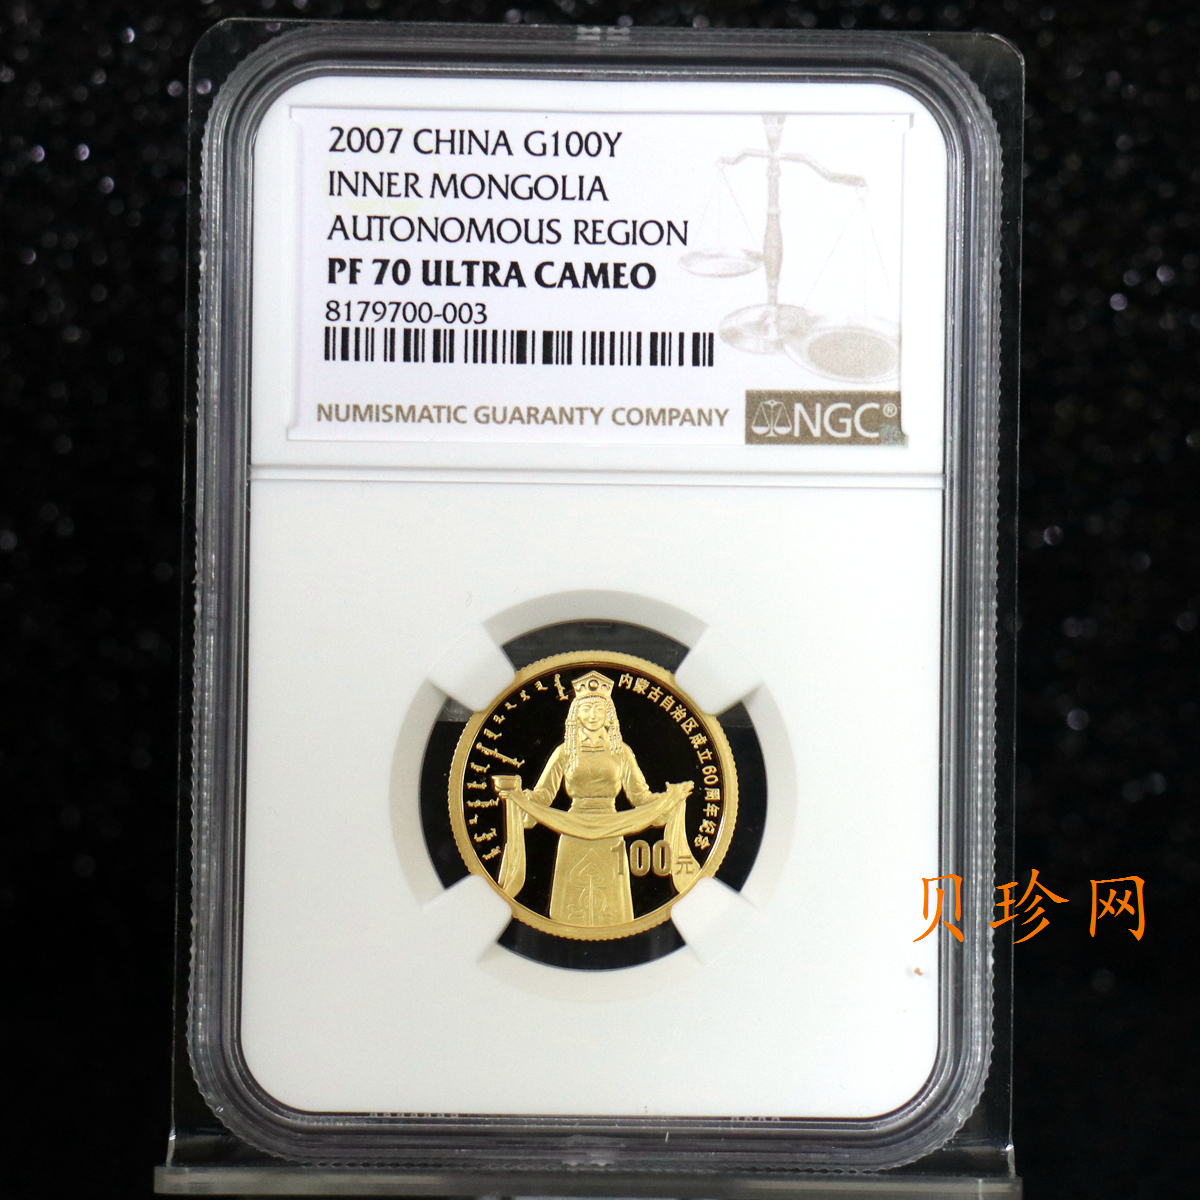 2007 CHINA G100Y
INNER MONGOLIA
AUTONOMOUS REGION
PF 70 ULTRA CAMEO
8179700-003
NUMISMATIC GUARANTY COMPANY
NGC®
内蒙古自治区成立60周年纪念
100元
贝珍网